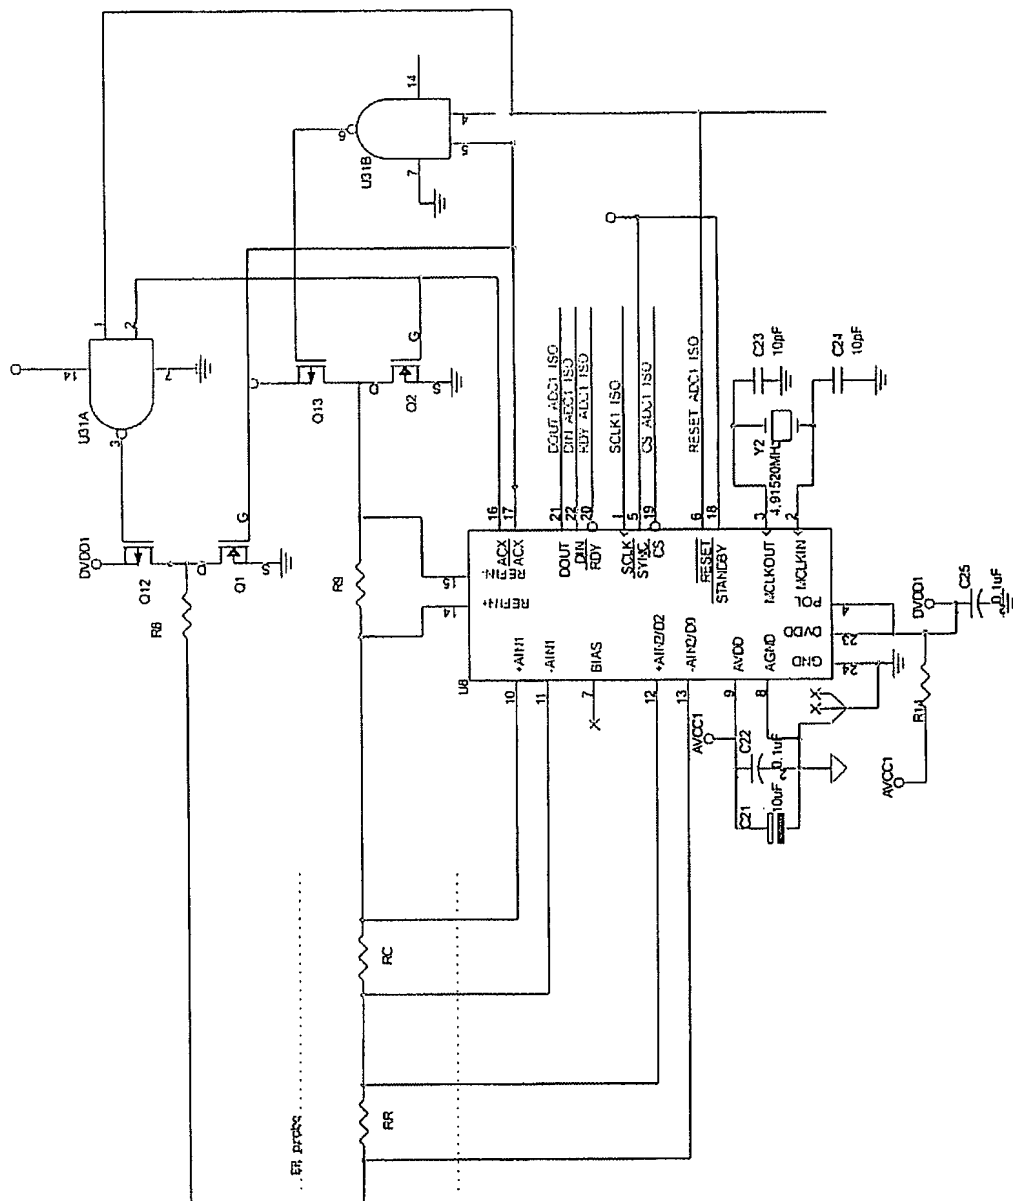 14
6
U31B
7
4
5
1
2
14
7
U31A
3
G
Q13
D
Q2
S
DVDD1
Q12
G
D
Q1
S
R8
R9
DOUT ADC1 ISO
DIN ADC1 ISO
RDY ADC1 ISO
SCLK1 ISO
CS ADC1 ISO
RESET ADC1 ISO
C23
10pF
C24
10pF
Y2
16
17
21
22
20
1
5
19
6
18
3
2
ACX
ACX
DOUT
DIN
RDY
SCLK
SYNC
CS
RESET
STANDBY
MCLKOUT
MCLKIN
15
14
REFIN-
REFIN+
POL
DVDD
GND
4
23
24
U8
+AIN1
-AIN1
BIAS
+AIN2/D2
AVDD
AGND
10
11
7
12
13
9
8
DVDD1
C25
0.1uF
R1A
AVCC1
AVCC1
C22
0.1uF
C21
10uF
RC
RR
ER probe